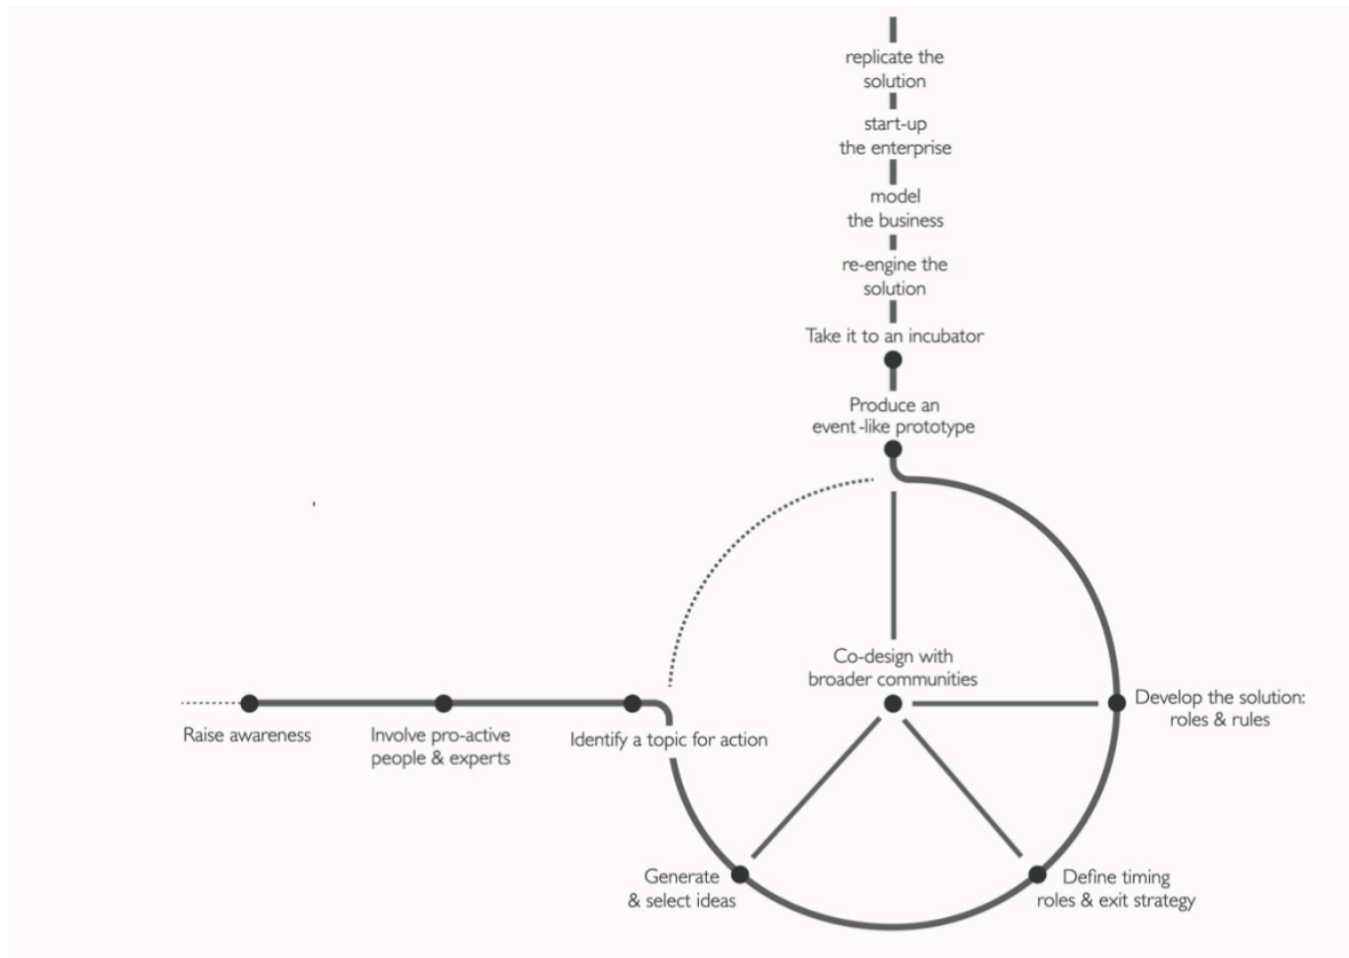 replicate the
solution
start-up
the enterprise
model
the business
re-engine the
solution
Take it to an incubator
Produce an
event-like prototype
Co-design with
broader communities
Develop the solution:
roles & rules
Raise awareness
Involve pro-active
people & experts
Identify a topic for action
Generate
& select ideas
Define timing
roles & exit strategy